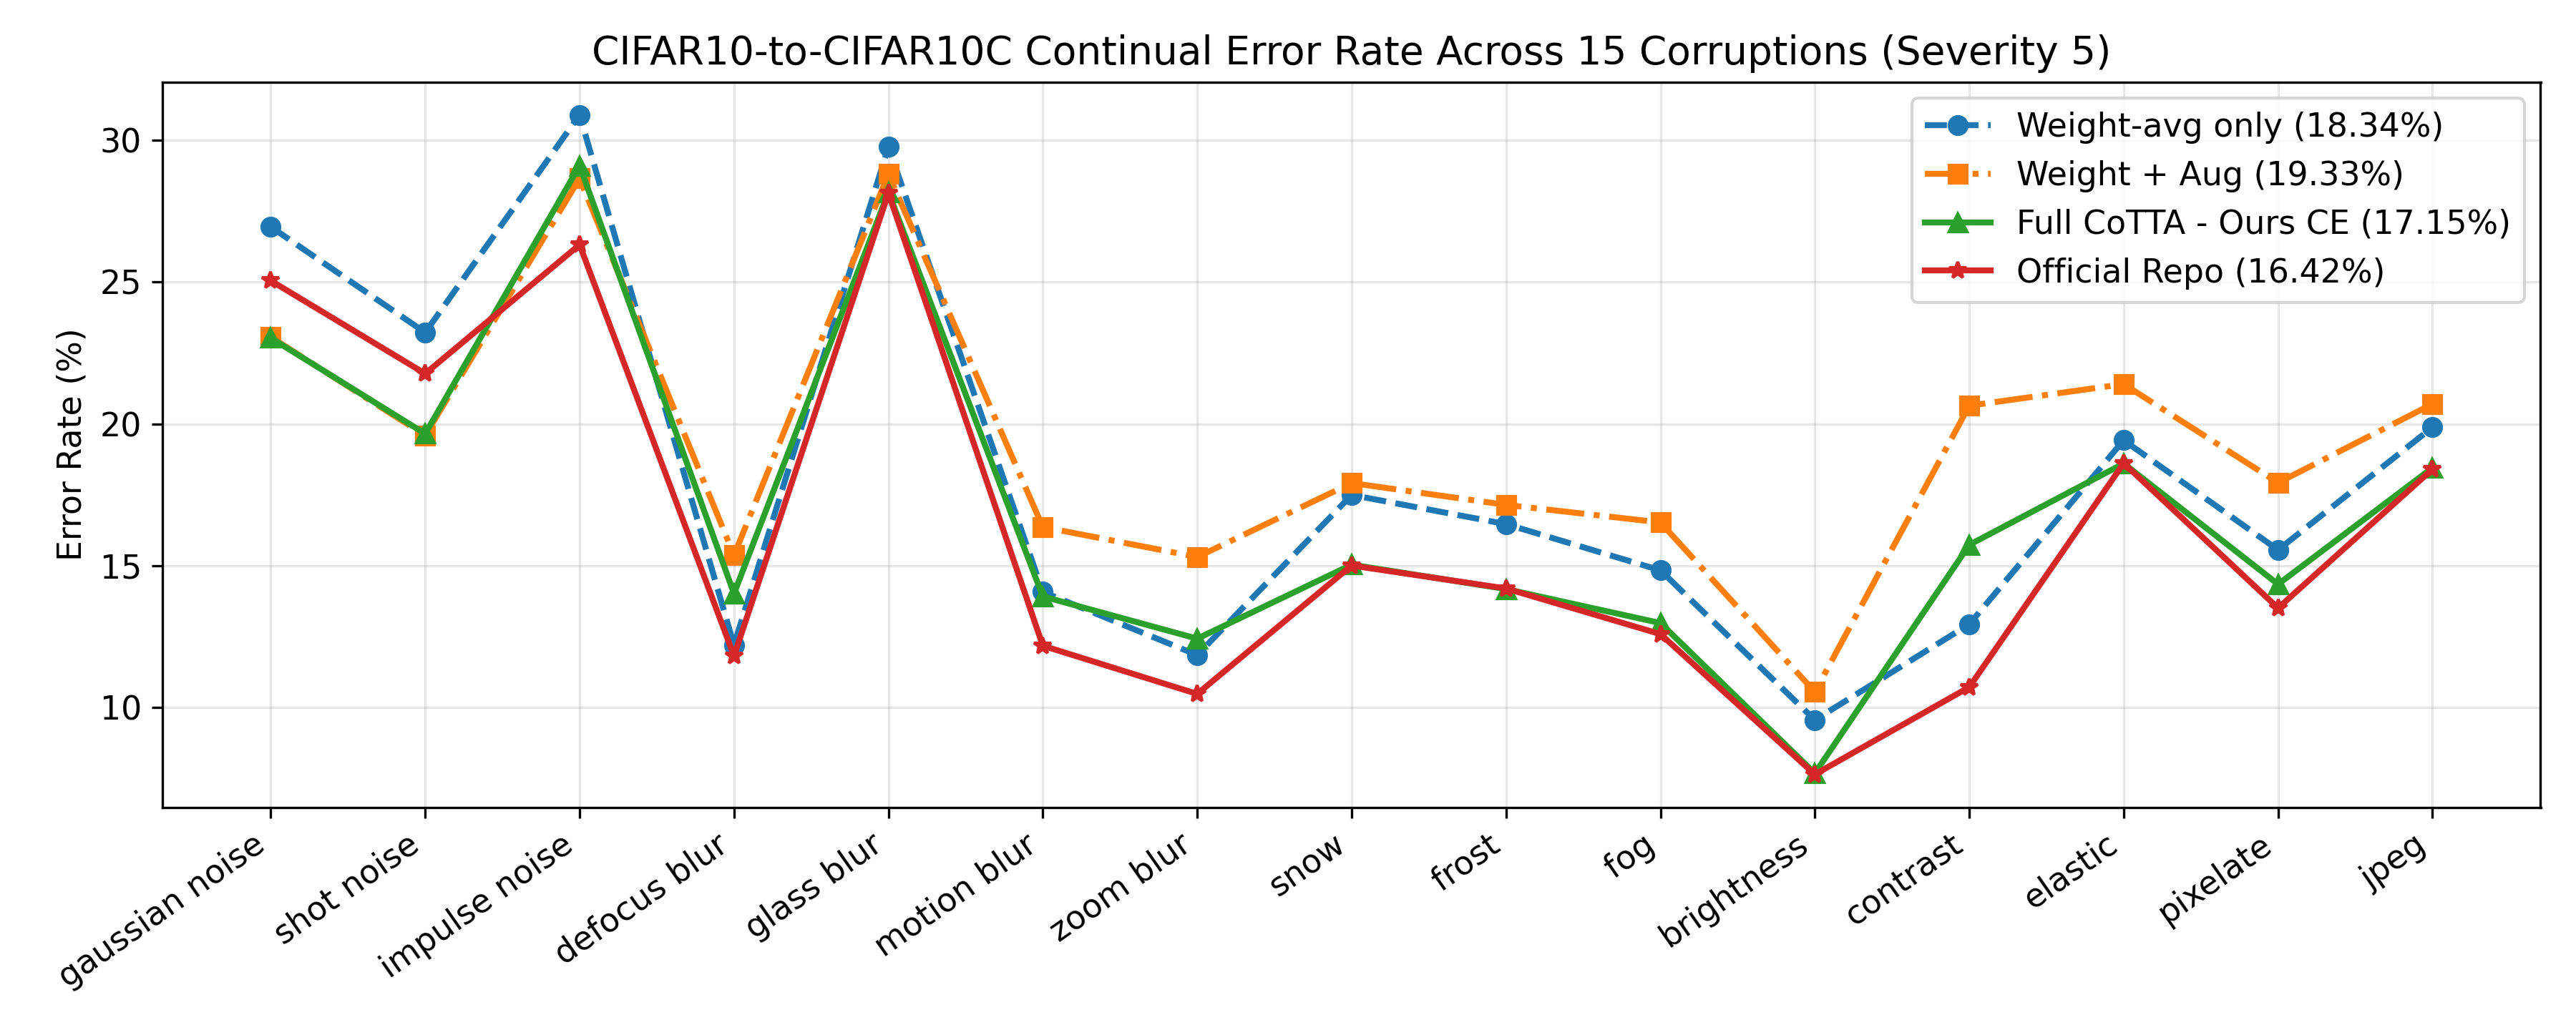 CIFAR10-to-CIFAR10C Continual Error Rate Across 15 Corruptions (Severity 5)
Weight-avg only (18.34%)
Weight + Aug (19.33%)
Full CoTTA - Ours CE (17.15%)
Official Repo (16.42%)
Error Rate (%)
30
25
20
15
10
gaussian noise
shot noise
impulse noise
defocus blur
glass blur
motion blur
zoom blur
snow
frost
fog
brightness
contrast
elastic
pixelate
jpeg